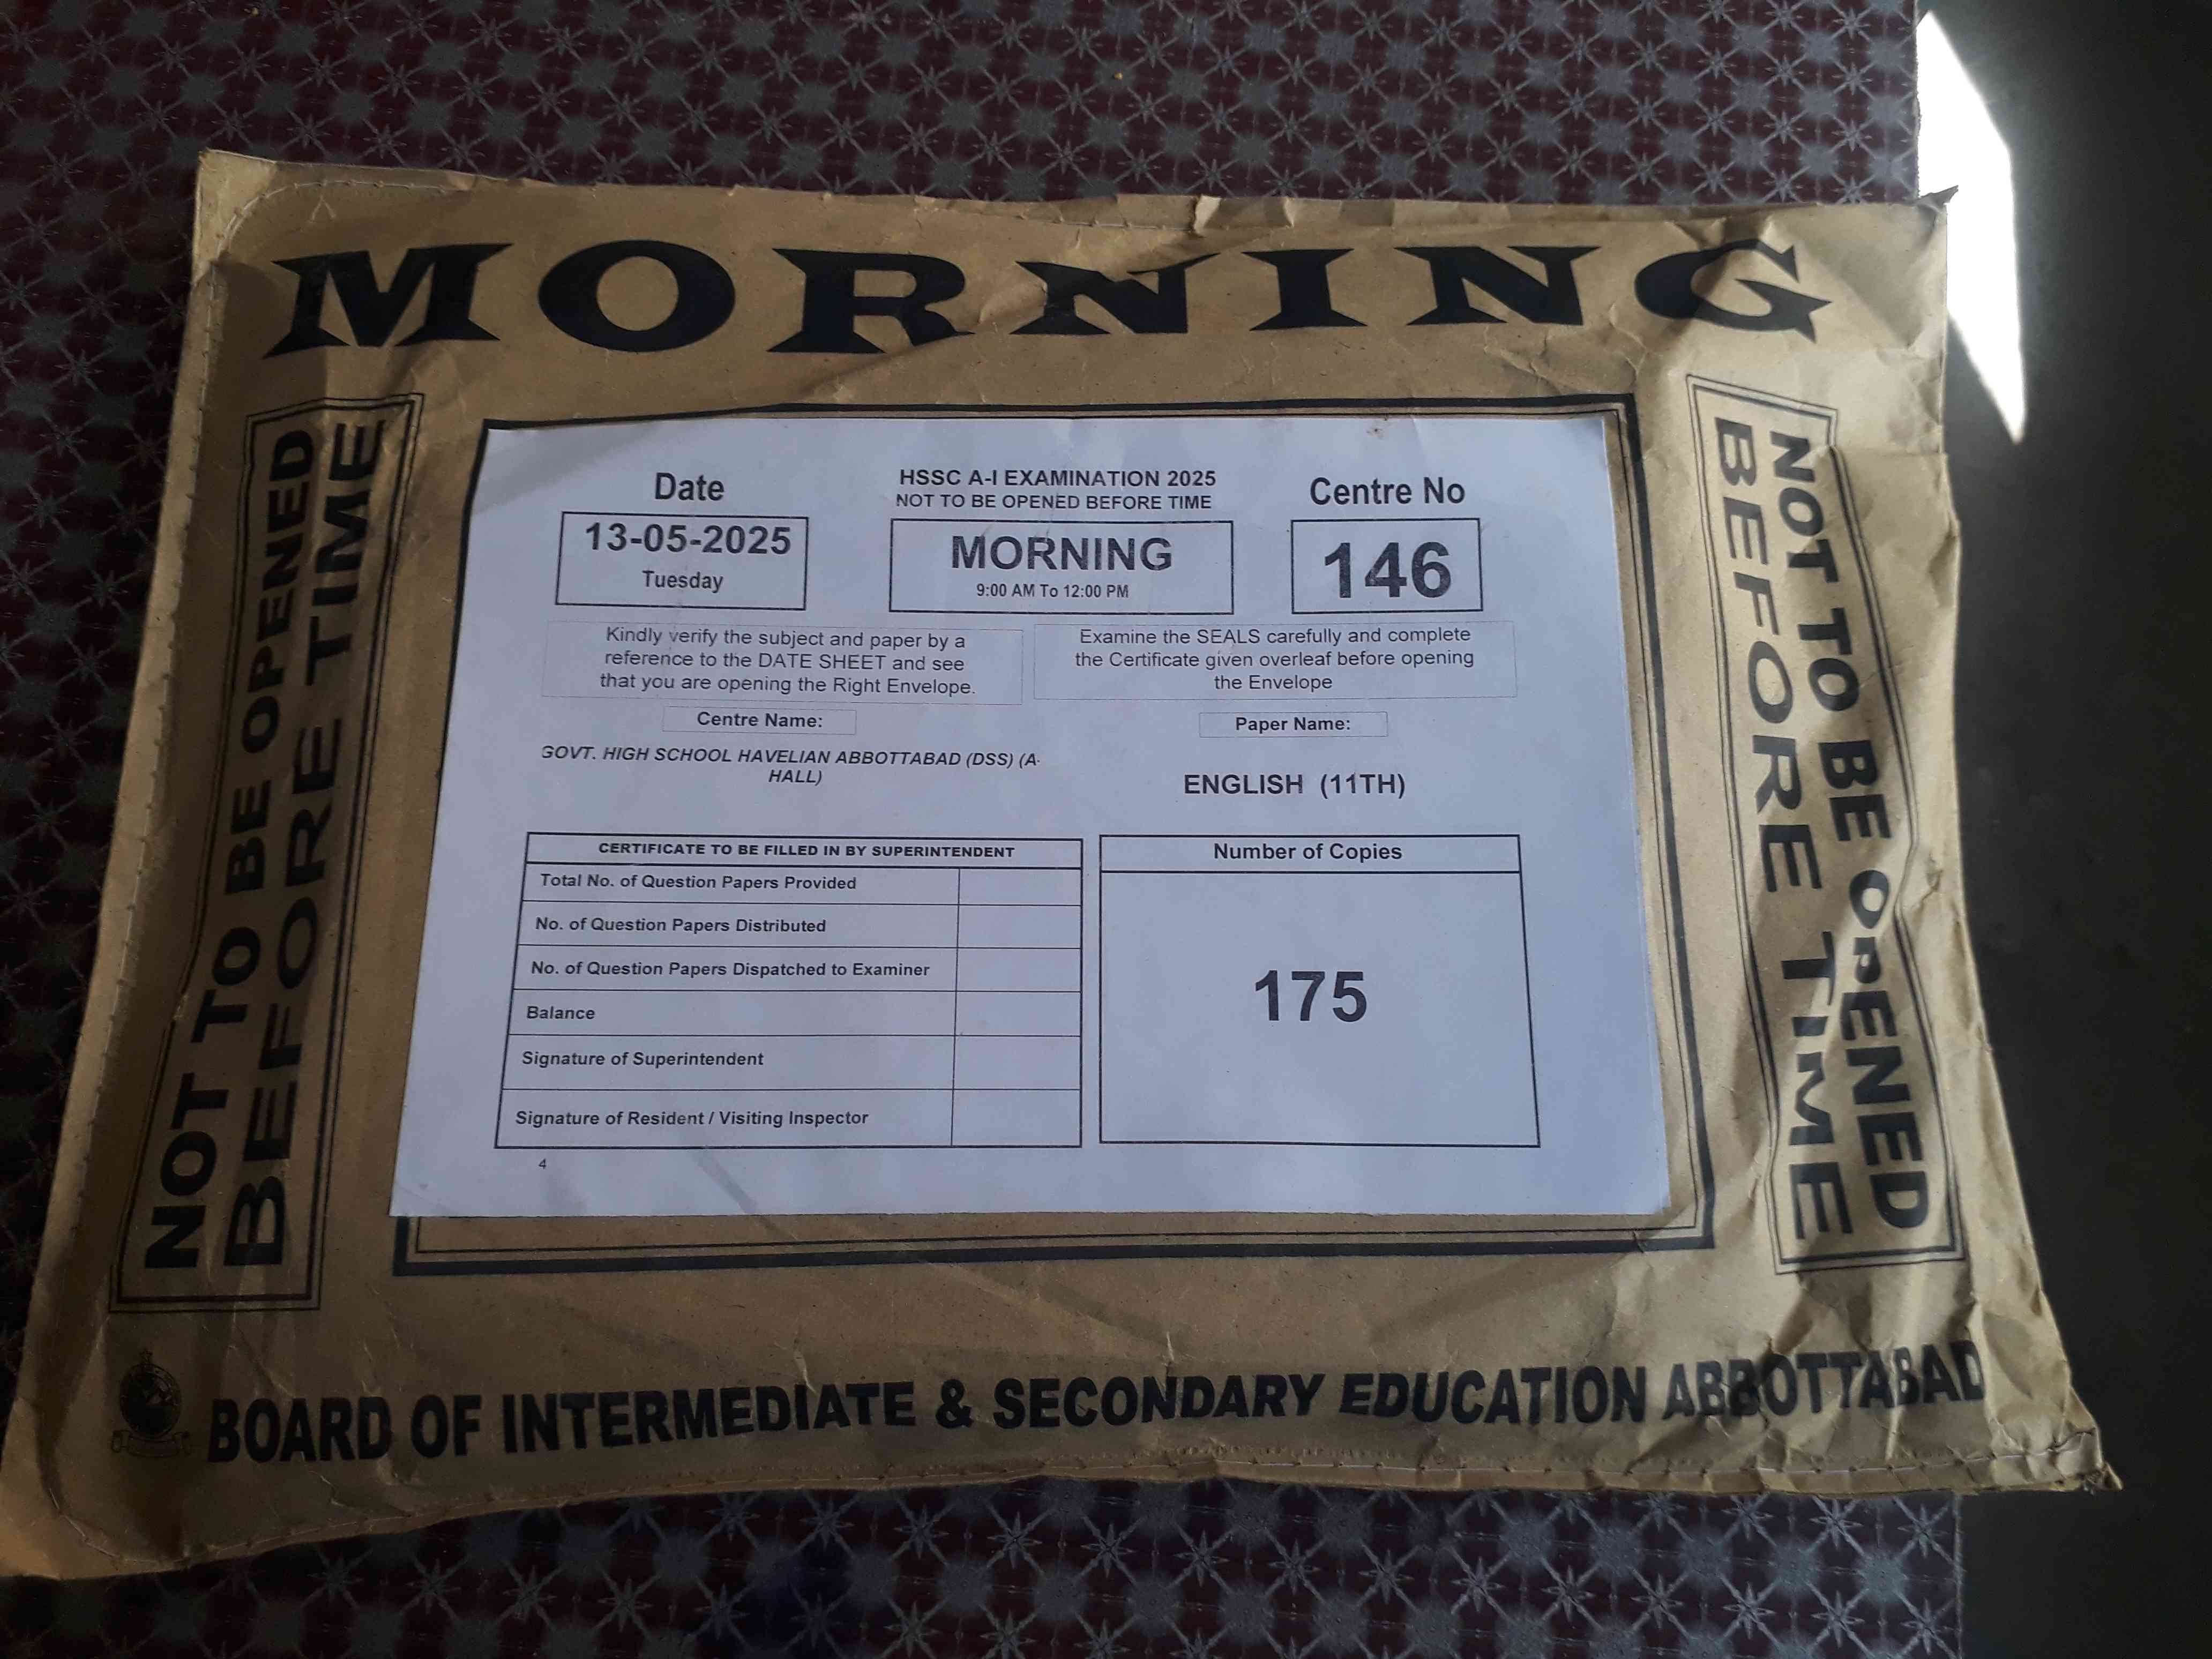 MORNING
NOT TO BE OPENED
BEFORE TIME
Date
13-05-2025
Tuesday
HSSC A-I EXAMINATION 2025
NOT TO BE OPENED BEFORE TIME
MORNING
9:00 AM To 12:00 PM
Centre No
146
Kindly verify the subject and paper by a
reference to the DATE SHEET and see
that you are opening the Right Envelope.
Examine the SEALS carefully and complete
the Certificate given overleaf before opening
the Envelope
Centre Name:
GOVT. HIGH SCHOOL HAVELIAN ABBOTTABAD (DSS) (A-
HALL)
Paper Name:
ENGLISH (11TH)
CERTIFICATE TO BE FILLED IN BY SUPERINTENDENT
Total No. of Question Papers Provided
No. of Question Papers Distributed
No. of Question Papers Dispatched to Examiner
Balance
Signature of Superintendent
Signature of Resident / Visiting Inspector
Number of Copies
175
4
NOT TO BE OPENED
BEFORE TIME
BOARD OF INTERMEDIATE & SECONDARY EDUCATION ABBOTTABAD